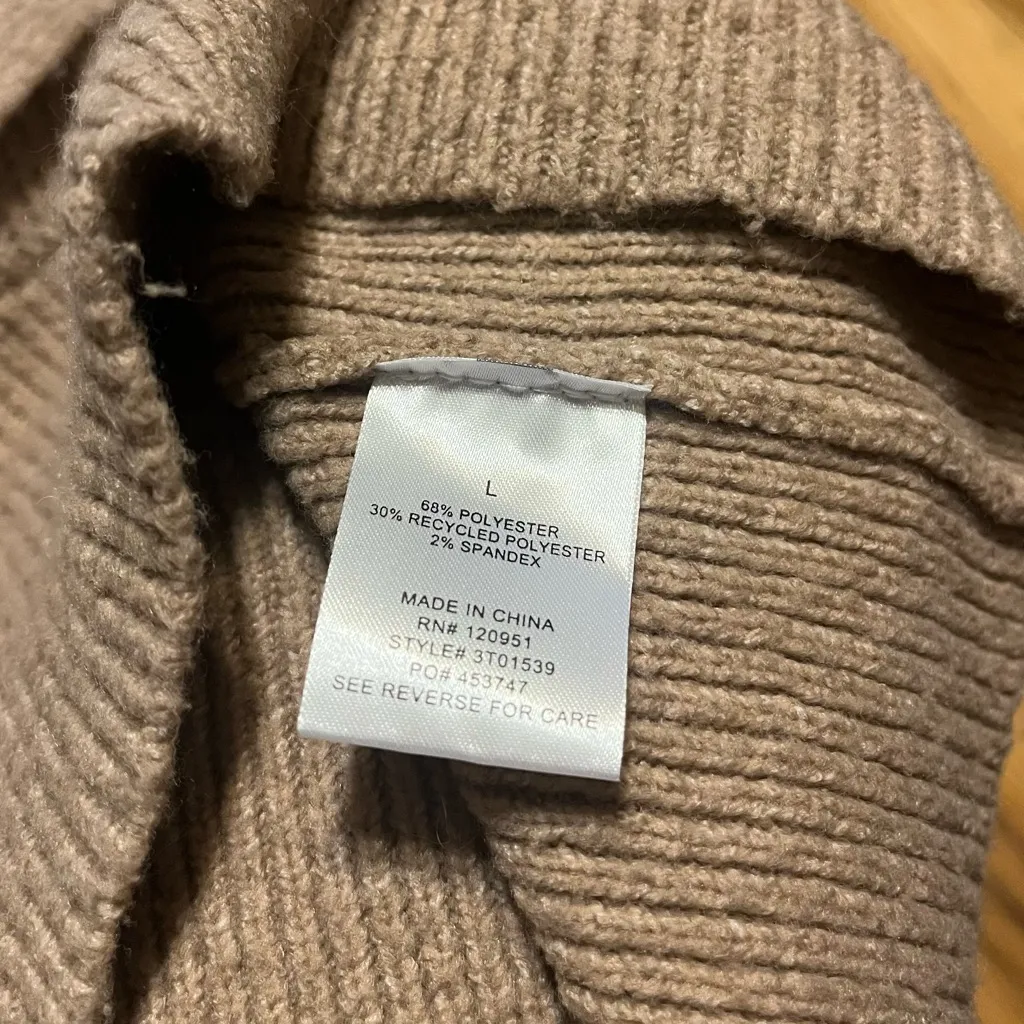 L
68% POLYESTER
30% RECYCLED POLYESTER
2% SPANDEX
MADE IN CHINA
RN# 120951
STYLE# 3T01539
PO# 453747
SEE REVERSE FOR CARE